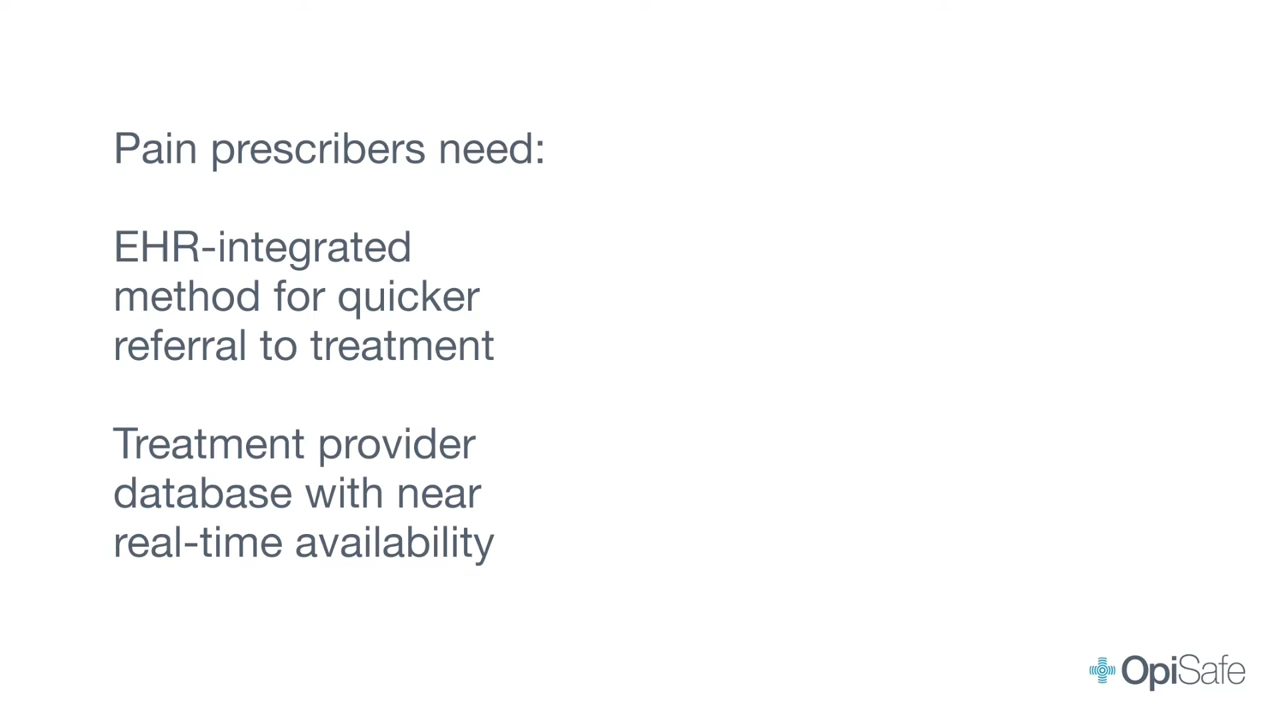 Pain prescribers need:
EHR-integrated
method for quicker
referral to treatment
Treatment provider
database with near
real-time availability
OpiSafe